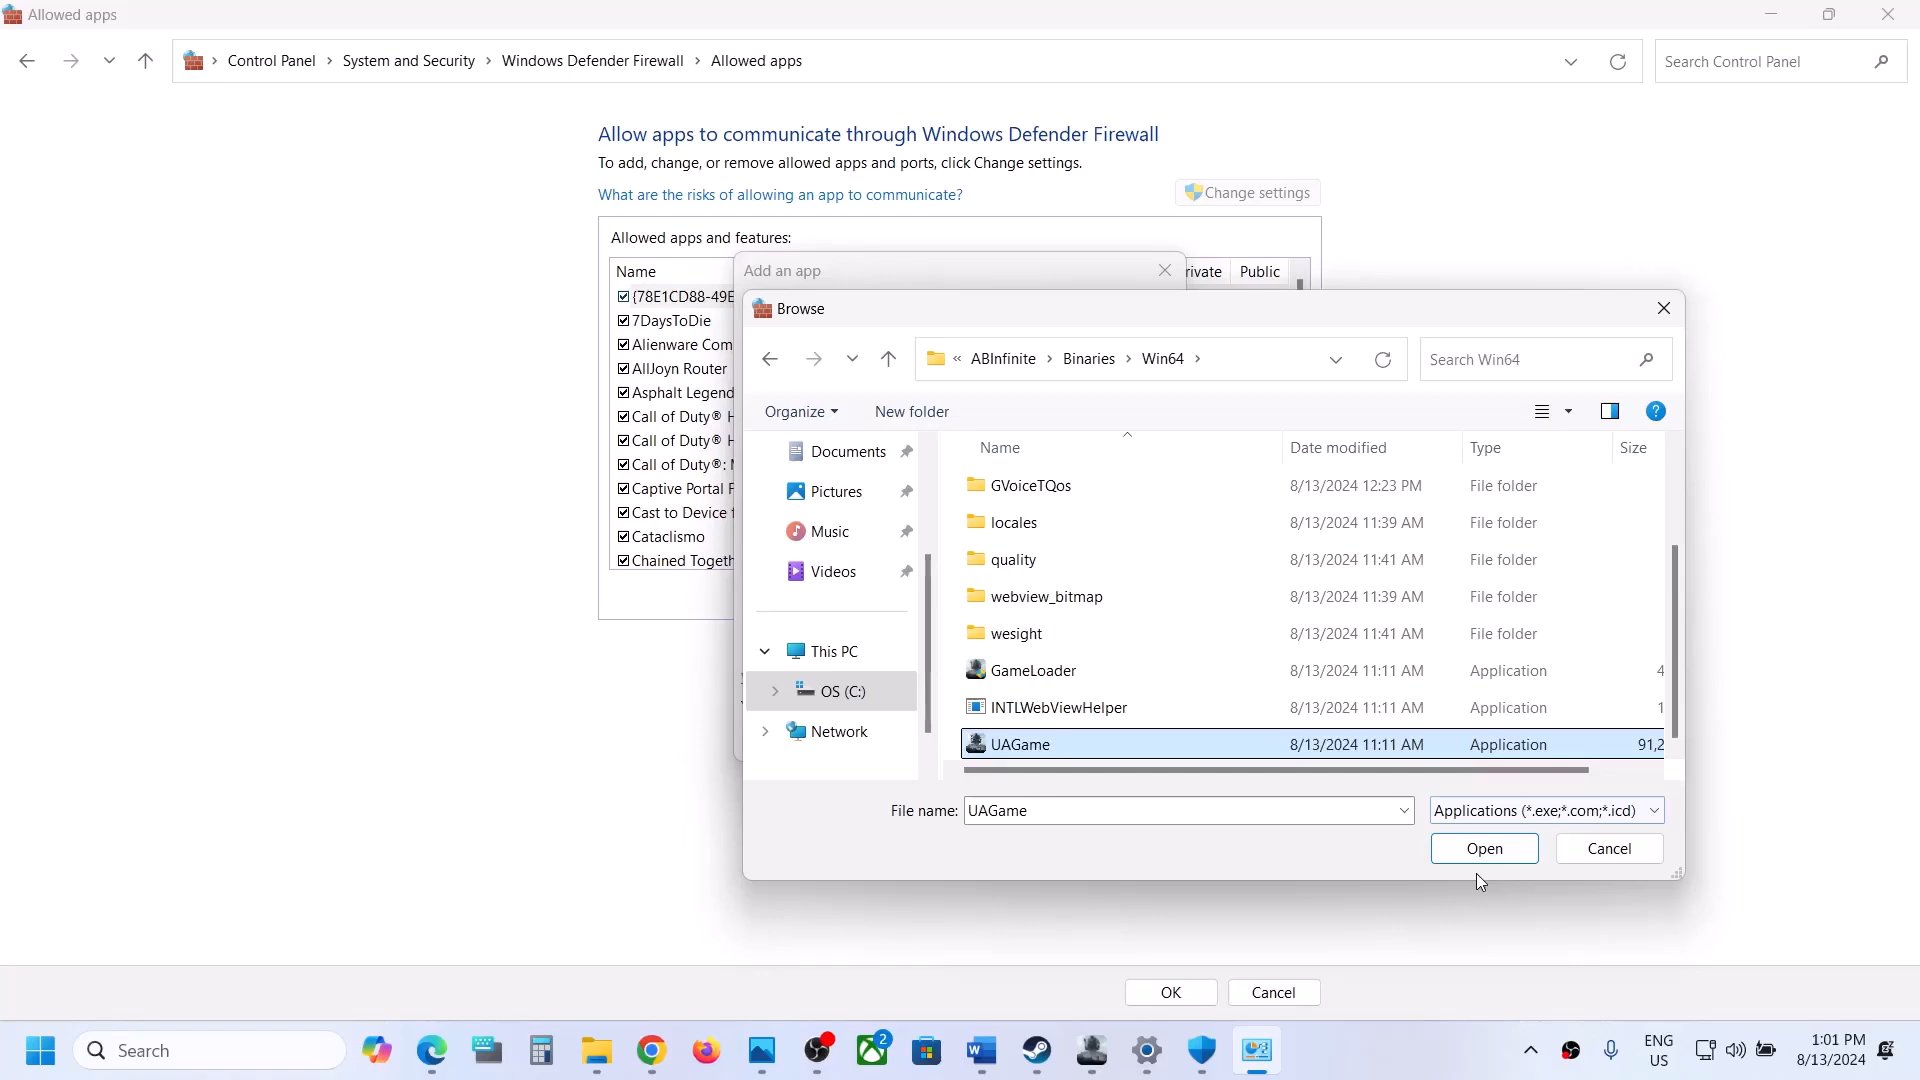 Allowed apps
Control Panel > System and Security > Windows Defender Firewall > Allowed apps
Search Control Panel
Allow apps to communicate through Windows Defender Firewall
To add, change, or remove allowed apps and ports, click Change settings.
What are the risks of allowing an app to communicate?
Change settings
Allowed apps and features:
Name
rivate Public
{78E1CD88-49E
7DaysToDie
Alienware Com
AllJoyn Router
Asphalt Legend
Call of Duty® H
Call of Duty® H
Call of Duty®:
Captive Portal F
Cast to Device
Cataclismo
Chained Togeth
Add an app
Browse
« ABInfinite > Binaries > Win64 >
Search Win64
Organize
New folder
Documents
Pictures
Music
Videos
This PC
OS (C:)
Network
Name Date modified Type Size
GVoiceTQos 8/13/2024 12:23 PM File folder
locales 8/13/2024 11:39 AM File folder
quality 8/13/2024 11:41 AM File folder
webview_bitmap 8/13/2024 11:39 AM File folder
wesight 8/13/2024 11:41 AM File folder
GameLoader 8/13/2024 11:11 AM Application 4
INTLWebViewHelper 8/13/2024 11:11 AM Application 1
UAGame 8/13/2024 11:11 AM Application 91,2
File name: UAGame
Applications (*.exe;*.com;*.icd)
Open Cancel
OK Cancel
Search
2
ENG
US
1:01 PM
8/13/2024